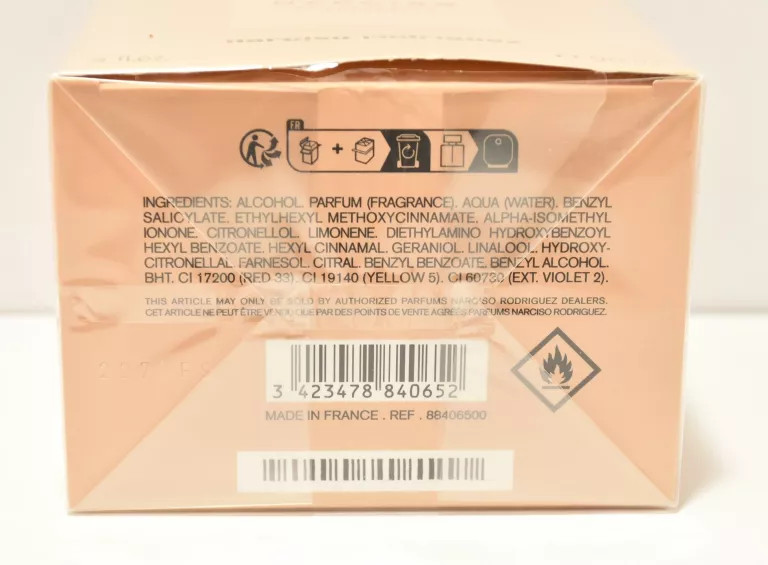 FR
+
INGREDIENTS: ALCOHOL. PARFUM (FRAGRANCE). AQUA (WATER). BENZYL
SALICYLATE. ETHYLHEXYL METHOXYCINNAMATE. ALPHA-ISOMETHYL
IONONE. CITRONELLOL. LIMONENE. DIETHYLAMINO HYDROXYBENZOYL
HEXYL BENZOATE. HEXYL CINNAMAL. GERANIOL. LINALOOL. HYDROXY-
CITRONELLAL. FARNESOL. CITRAL. BENZYL BENZOATE. BENZYL ALCOHOL.
BHT. CI 17200 (RED 33). CI 19140 (YELLOW 5). CI 60730 (EXT. VIOLET 2).
THIS ARTICLE MAY ONLY BE SOLD BY AUTHORIZED PARFUMS NARCISO RODRIGUEZ DEALERS.
CET ARTICLE NE PEUT ÊTRE VENDU QUE PAR DES POINTS DE VENTE AGRÉÉS PARFUMS NARCISO RODRIGUEZ.
3 423478 840652
MADE IN FRANCE . REF . 88406500